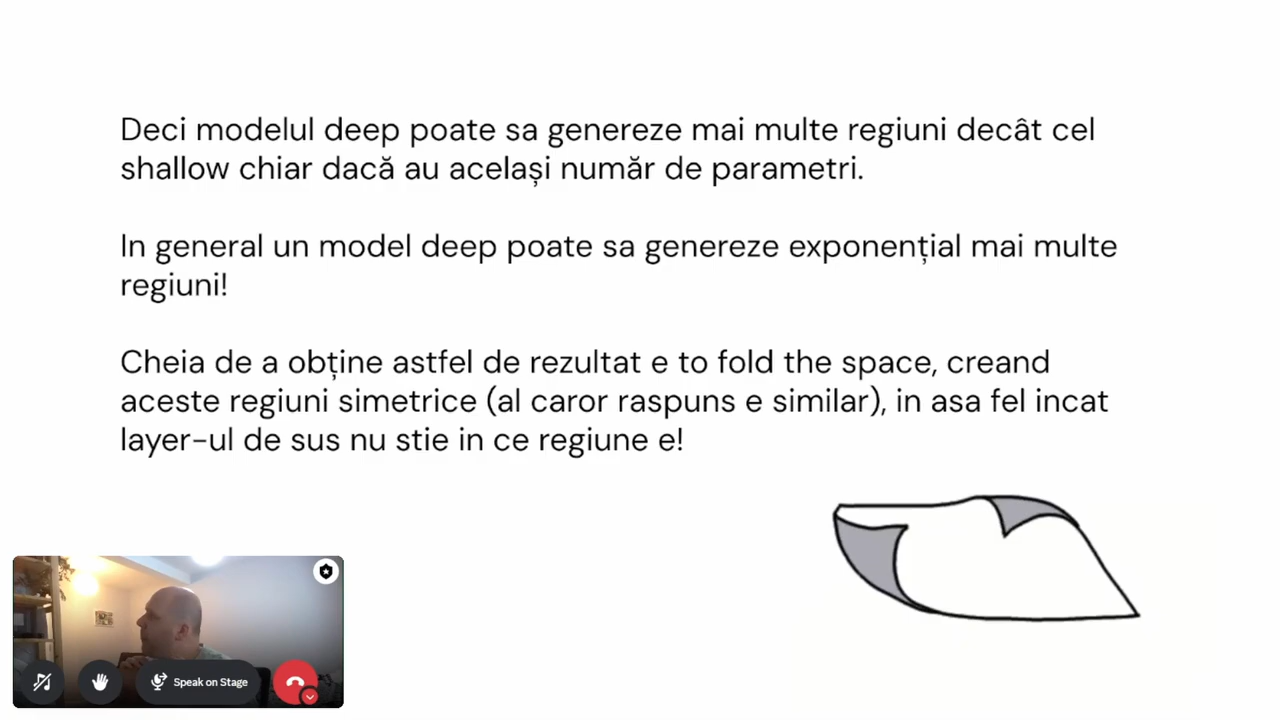 Deci modelul deep poate sa genereze mai multe regiuni decât cel
shallow chiar dacă au același număr de parametri.
In general un model deep poate sa genereze exponențial mai multe
regiuni!
Cheia de a obține astfel de rezultat e to fold the space, creand
aceste regiuni simetrice (al caror raspuns e similar), in asa fel incat
layer-ul de sus nu stie in ce regiune e!
Speak on Stage